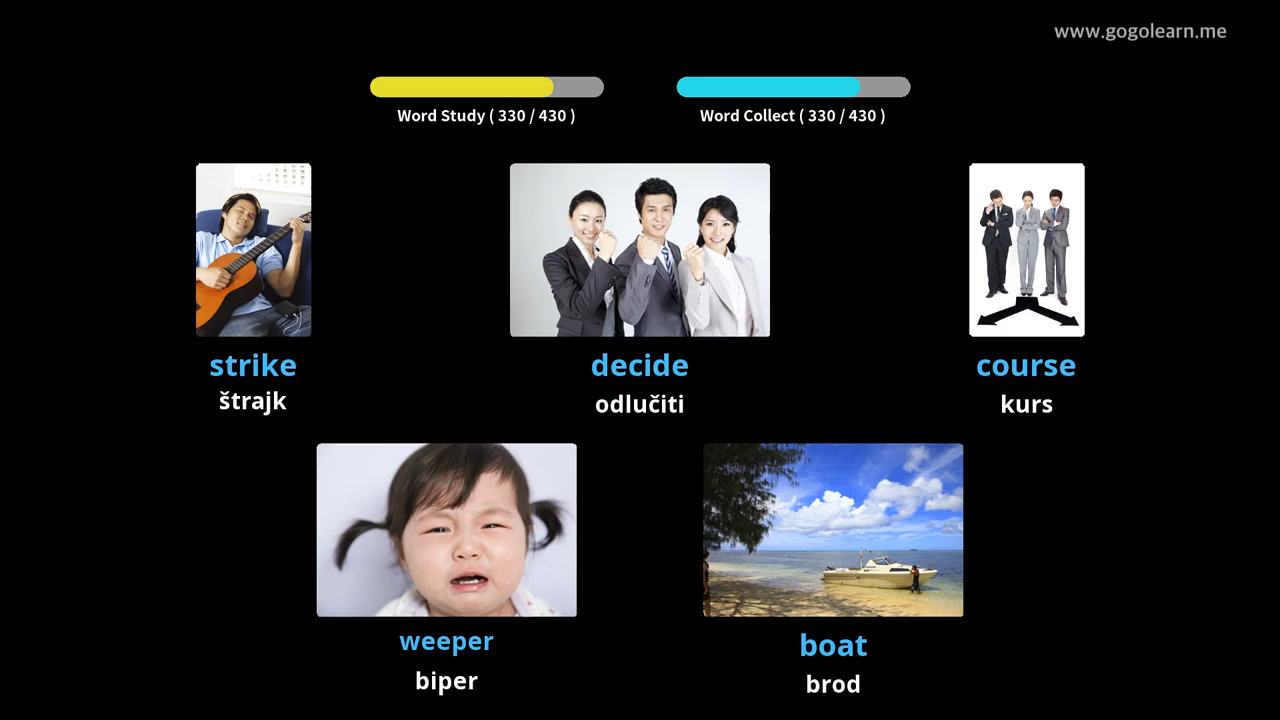 www.gogolearn.me
Word Study ( 330 / 430 )
Word Collect ( 330 / 430 )
strike
štrajk
decide
odlučiti
course
kurs
weeper
biper
boat
brod